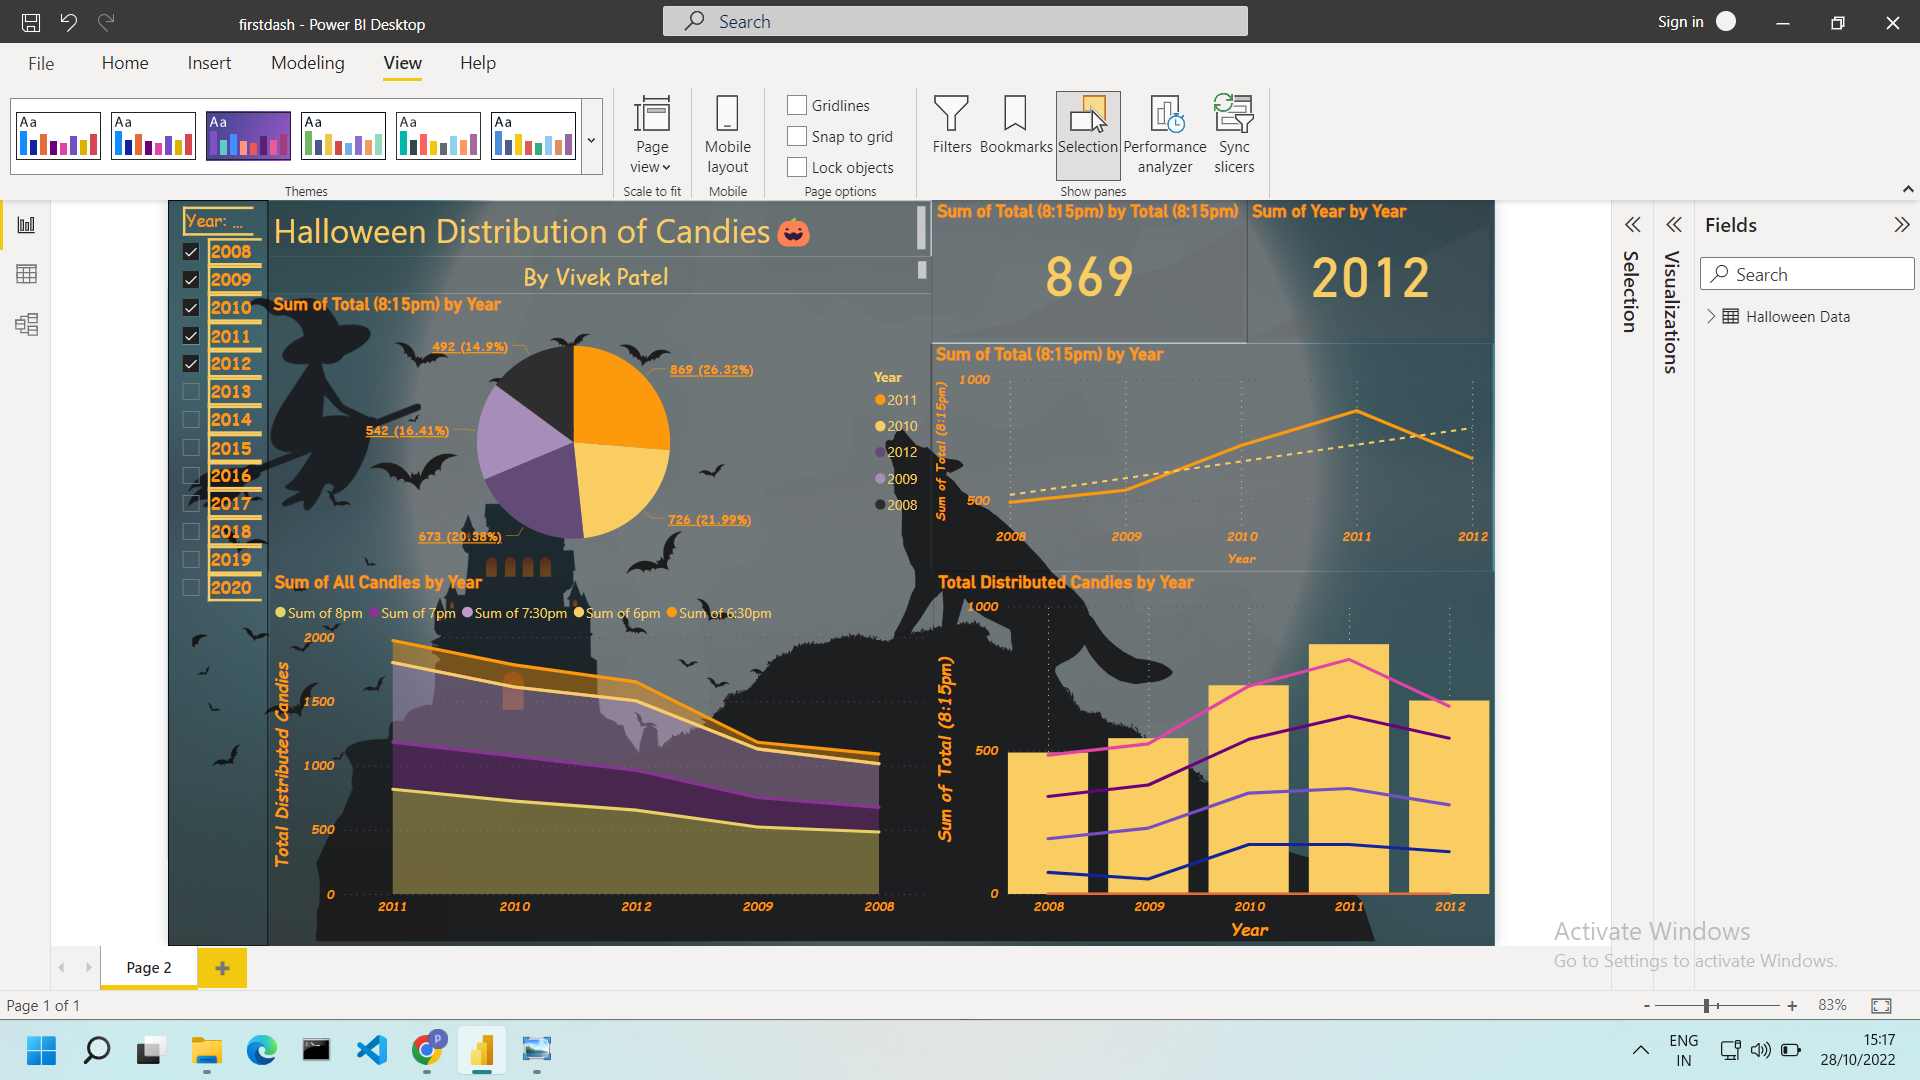 firstdash - Power BI Desktop
Search
Sign in
File Home Insert Modeling View Help
Aa Aa Aa Aa Aa Aa
Themes
Page view
Scale to fit
Mobile layout
Mobile
Gridlines
Snap to grid
Lock objects
Page options
Filters
Bookmarks
Selection
Performance analyzer
Sync slicers
Show panes
Year: ...
2008
2009
2010
2011
2012
2013
2014
2015
2016
2017
2018
2019
2020
Halloween Distribution of Candies
By Vivek Patel
Sum of Total (8:15pm) by Year
492 (14.9%)
869 (26.32%)
542 (16.41%)
726 (21.99%)
673 (20.38%)
Year
2011
2010
2012
2009
2008
Sum of Total (8:15pm) by Total (8:15pm)
869
Sum of Year by Year
2012
Sum of Total (8:15pm) by Year
Sum of Total (8:15pm)
1000
500
2008 2009 2010 2011 2012
Year
Sum of All Candies by Year
Sum of 8pm Sum of 7pm Sum of 7:30pm Sum of 6pm Sum of 6:30pm
Total Distributed Candies
2000
1500
1000
500
0
2011 2010 2012 2009 2008
Total Distributed Candies by Year
Sum of Total (8:15pm)
1000
500
0
2008 2009 2010 2011 2012
Year
Selection
Visualizations
Fields
Search
Halloween Data
Activate Windows
Go to Settings to activate Windows.
Page 2
Page 1 of 1
- + 83%
p
ENG
IN
15:17
28/10/2022